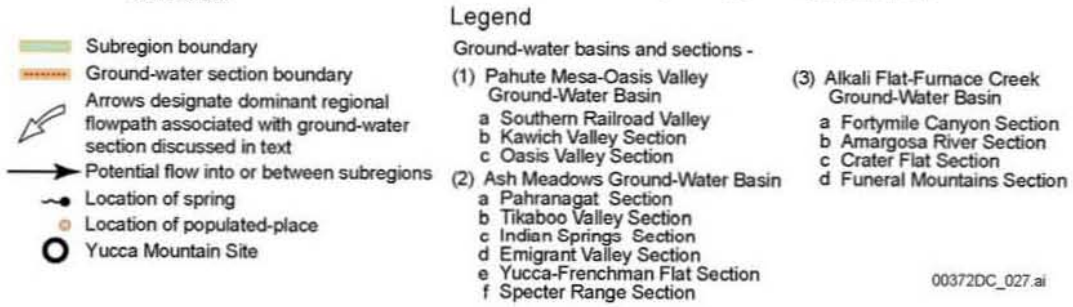 Legend
Subregion boundary
Ground-water section boundary
Arrows designate dominant regional
flowpath associated with ground-water
section discussed in text
Potential flow into or between subregions
Location of spring
Location of populated-place
Yucca Mountain Site
Ground-water basins and sections -
(1) Pahute Mesa-Oasis Valley
Ground-Water Basin
a Southern Railroad Valley
b Kawich Valley Section
c Oasis Valley Section
(2) Ash Meadows Ground-Water Basin
a Pahranagat Section
b Tikaboo Valley Section
c Indian Springs Section
d Emigrant Valley Section
e Yucca-Frenchman Flat Section
f Specter Range Section
(3) Alkali Flat-Furnace Creek
Ground-Water Basin
a Fortymile Canyon Section
b Amargosa River Section
c Crater Flat Section
d Funeral Mountains Section
00372DC_027.ai